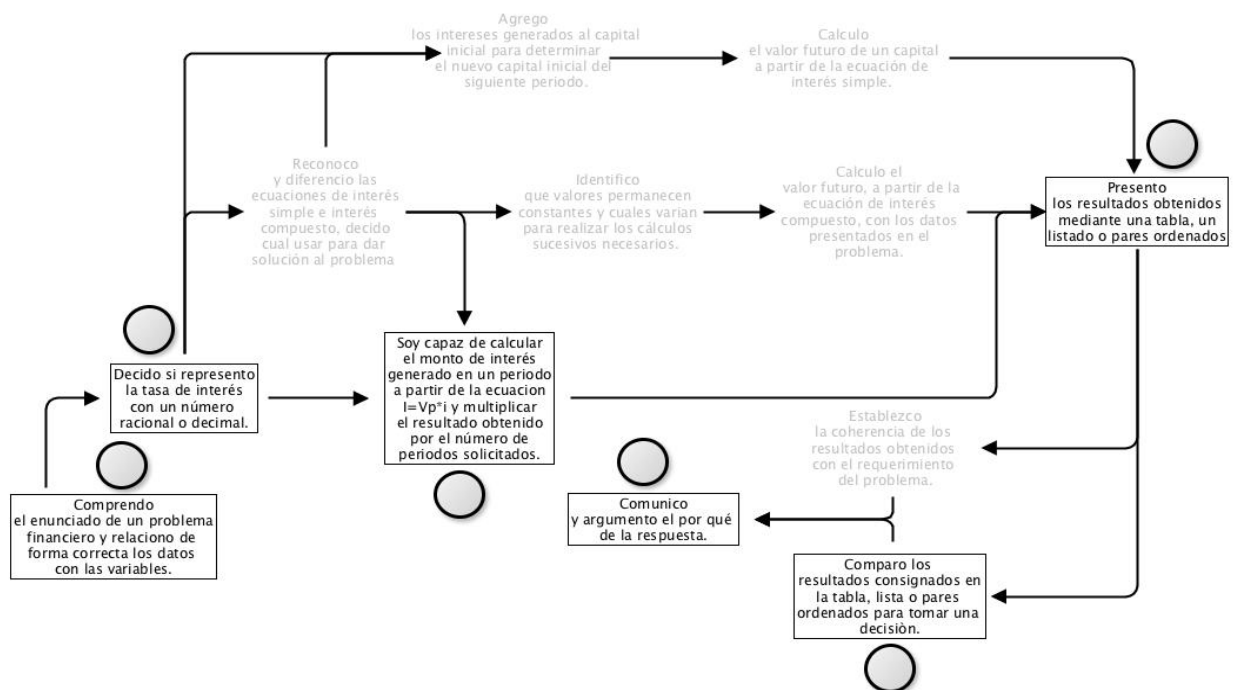 Agrego
los intereses generados al capital
inicial para determinar
el nuevo capital inicial del
siguiente periodo.
Calculo
el valor futuro de un capital
a partir de la ecuación de
interés simple.
Reconoco
y diferencio las
ecuaciones de interés
simple e interés
compuesto, decido
cual usar para dar
solución al problema
Identifico
que valores permanecen
constantes y cuales varian
para realizar los cálculos
sucesivos necesarios.
Calculo el
valor futuro, a partir de la
ecuación de interés
compuesto, con los datos
presentados en el
problema.
Presento
los resultados obtenidos
mediante una tabla, un
listado o pares ordenados
Decido si represento
la tasa de interés
con un número
racional o decimal.
Soy capaz de calcular
el monto de interés
generado en un periodo
a partir de la ecuacion
I=Vp*i y multiplicar
el resultado obtenido
por el número de
periodos solicitados.
Establezco
la coherencia de los
resultados obtenidos
con el requerimiento
del problema.
Comprendo
el enunciado de un problema
financiero y relaciono de
forma correcta los datos
con las variables.
Comunico
y argumento el por qué
de la respuesta.
Comparo los
resultados consignados en
la tabla, lista o pares
ordenados para tomar una
decisiòn.